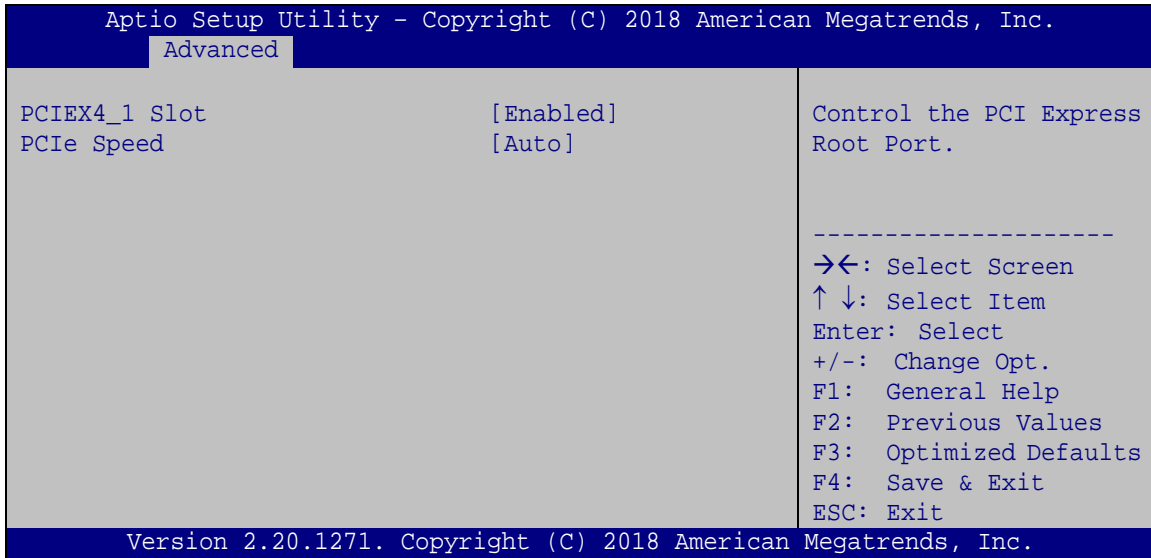 Aptio Setup Utility – Copyright (C) 2018 American Megatrends, Inc.
Advanced
PCIEX4_1 Slot [Enabled]
PCIe Speed [Auto]
Control the PCI Express
Root Port.
---------------------
→←: Select Screen
↑ ↓: Select Item
Enter: Select
+/-: Change Opt.
F1: General Help
F2: Previous Values
F3: Optimized Defaults
F4: Save & Exit
ESC: Exit
Version 2.20.1271. Copyright (C) 2018 American Megatrends, Inc.